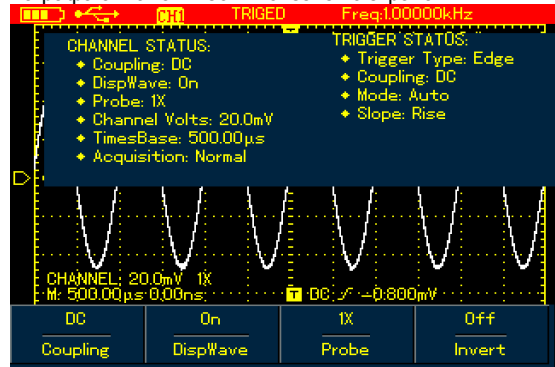 CH1 TRIGED Freq:1.00000kHz
CHANNEL STATUS:
◆ Coupling: DC
◆ DispWave: On
◆ Probe: 1X
◆ Channel Volts: 20.0mV
◆ TimesBase: 500.00µs
◆ Acquisition: Normal
TRIGGER STATOS:
◆ Trigger Type: Edge
◆ Coupling: DC
◆ Mode: Auto
◆ Slope: Rise
CHANNEL: 20.0mV 1X
M: 500.00µs 0.00ns
T DC: -0.800mV
DC On 1X Off
Coupling DispWave Probe Invert